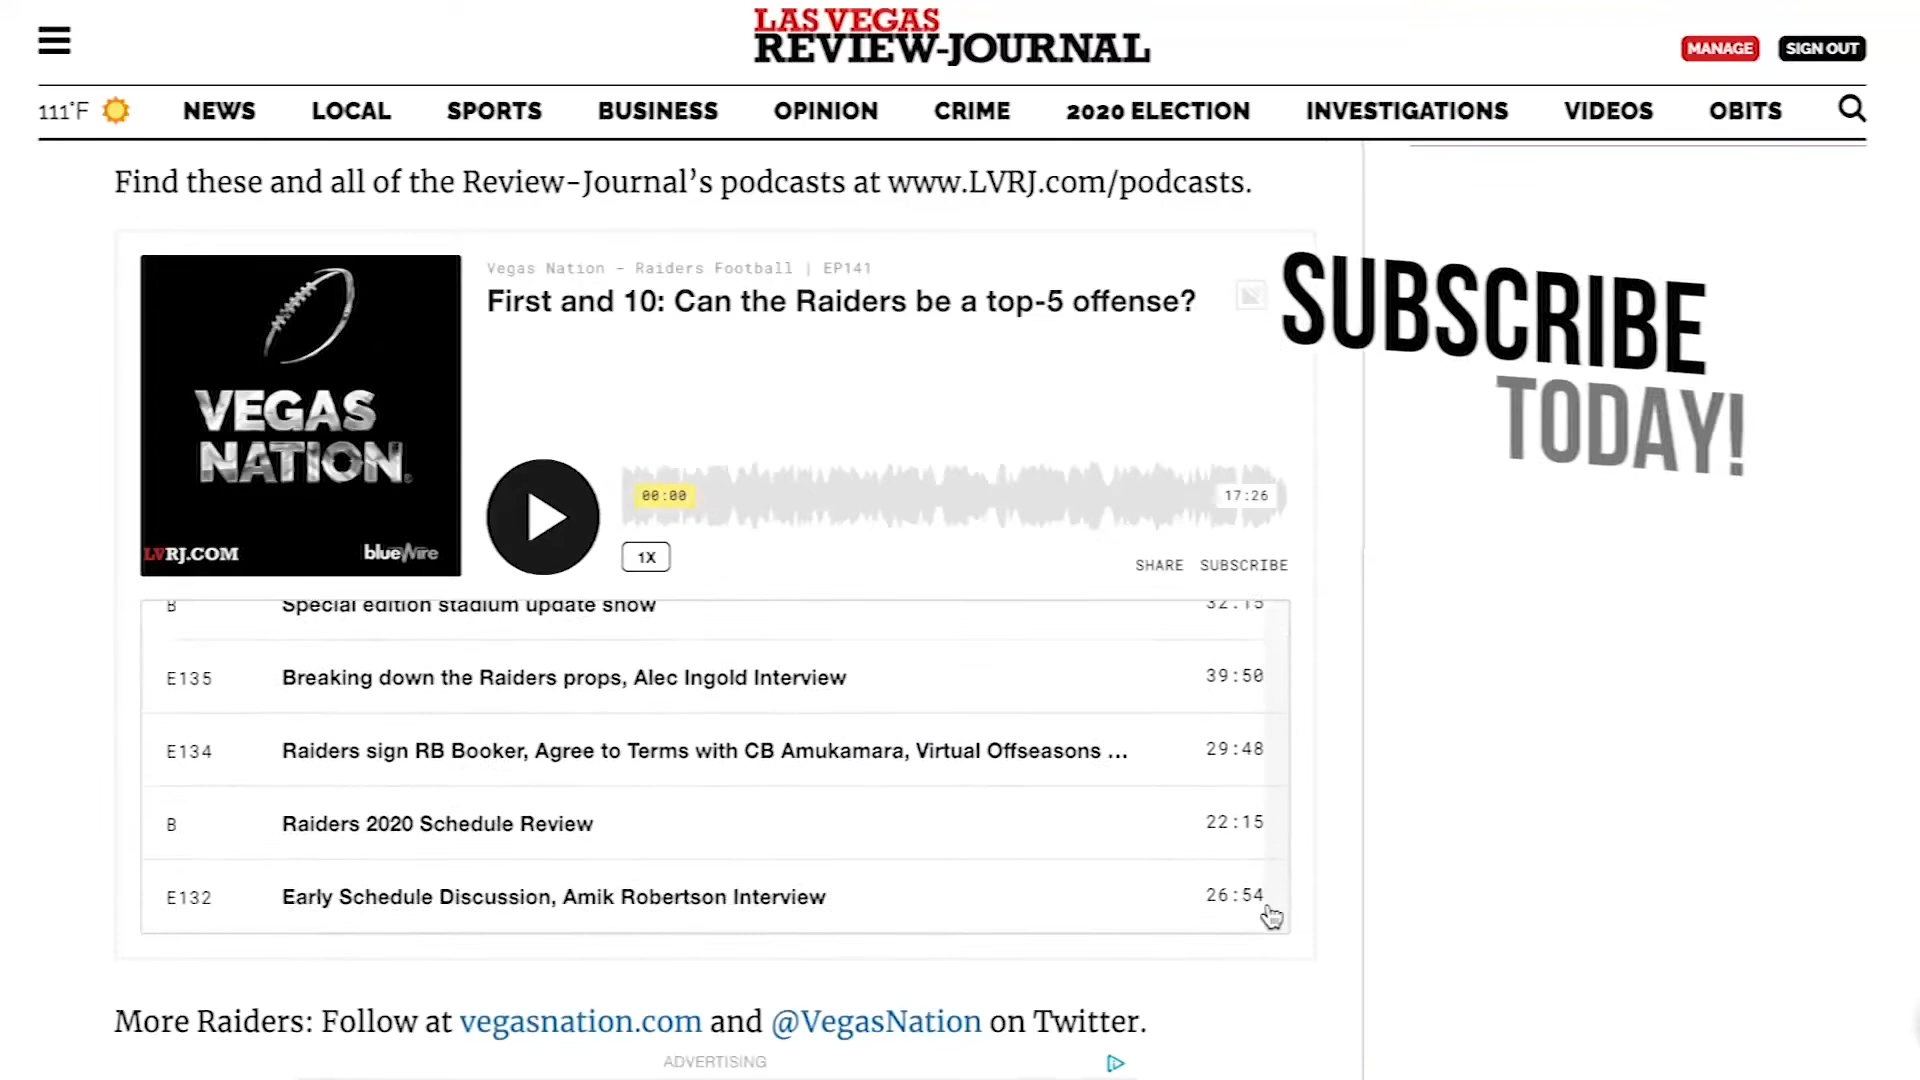 LAS VEGAS
REVIEW-JOURNAL
MANAGE
SIGN OUT
111°F
NEWS
LOCAL
SPORTS
BUSINESS
OPINION
CRIME
2020 ELECTION
INVESTIGATIONS
VIDEOS
OBITS
Find these and all of the Review-Journal's podcasts at www.LVRJ.com/podcasts.
Vegas Nation - Raiders Football | EP141
First and 10: Can the Raiders be a top-5 offense?
SUBSCRIBE
TODAY!
VEGAS
NATION.
LVRJ.COM
blueWire
00:00
17:26
1X
SHARE SUBSCRIBE
B Special edition stadium update show 32:15
E135 Breaking down the Raiders props, Alec Ingold Interview 39:50
E134 Raiders sign RB Booker, Agree to Terms with CB Amukamara, Virtual Offseasons ... 29:48
B Raiders 2020 Schedule Review 22:15
E132 Early Schedule Discussion, Amik Robertson Interview 26:54
More Raiders: Follow at vegasnation.com and @VegasNation on Twitter.
ADVERTISING